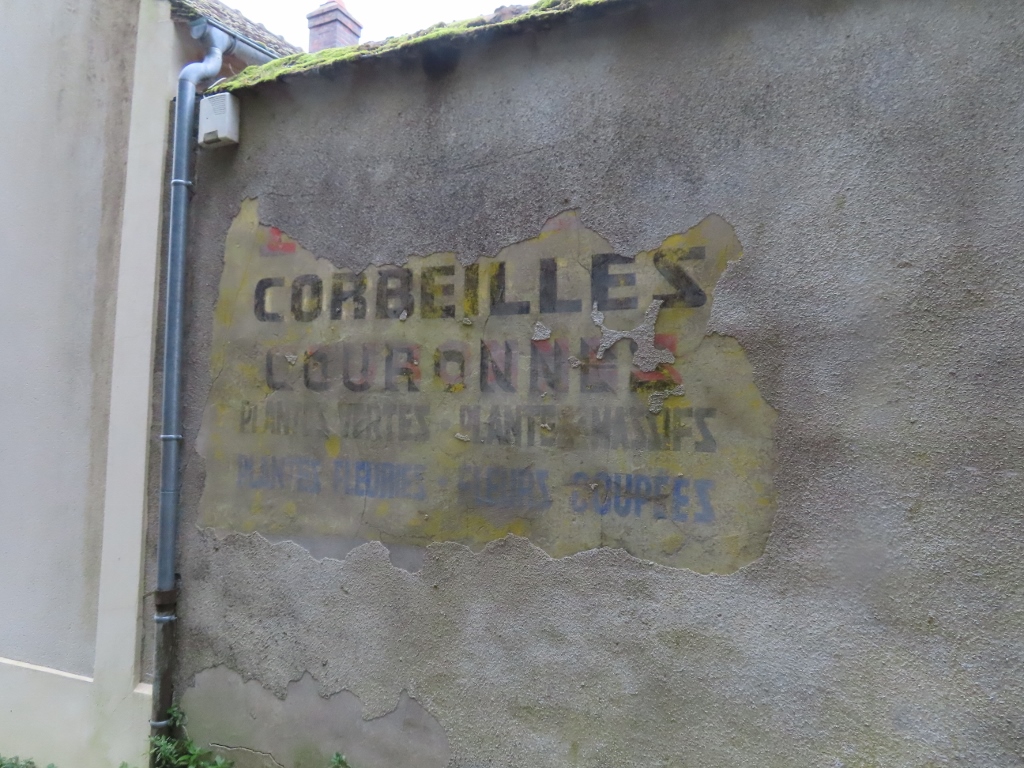 CORBEILLES
COURONNES
PLANTES VERTES - PLANTES MASSIFS
PLANTES FLEURIES - FLEURS COUPEES